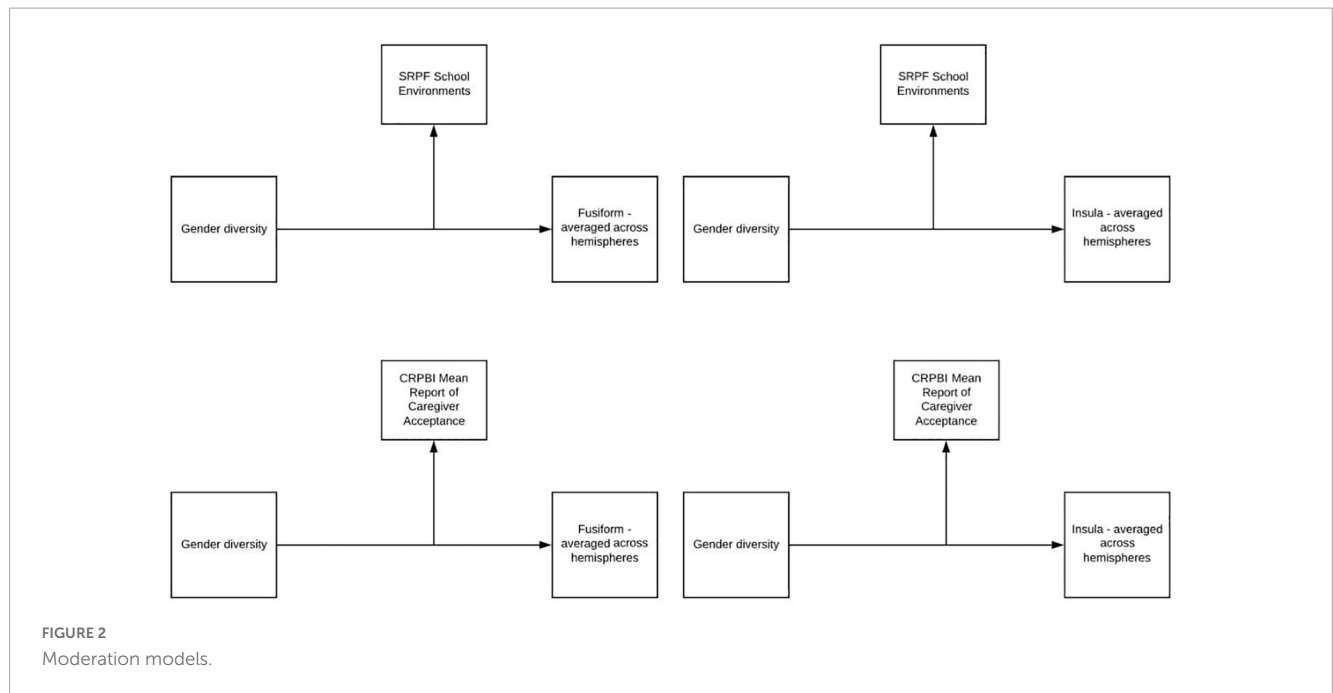 SRPF School
Environments
Gender diversity
Fusiform -
averaged across
hemispheres
SRPF School
Environments
Gender diversity
Insula - averaged
across
hemispheres
CRPBI Mean
Report of
Caregiver
Acceptance
Gender diversity
Fusiform -
averaged across
hemispheres
CRPBI Mean
Report of
Caregiver
Acceptance
Gender diversity
Insula - averaged
across
hemispheres
FIGURE 2
Moderation models.